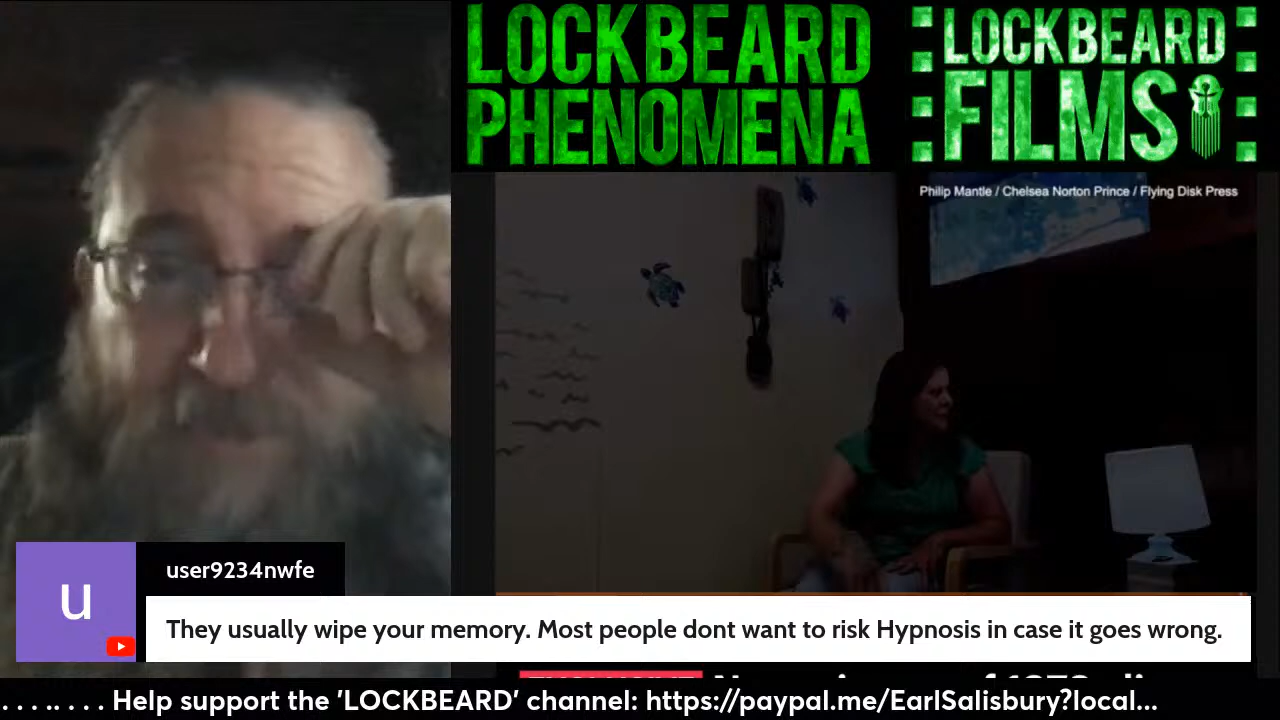 LOCKBEARD
PHENOMENA
LOCKBEARD
FILMS
Philip Mantle / Chelsea Norton Prince / Flying Disk Press
u
user9234nwfe
They usually wipe your memory. Most people dont want to risk Hypnosis in case it goes wrong.
. . . .. . . . Help support the 'LOCKBEARD' channel: https://paypal.me/EarlSalisbury?local...